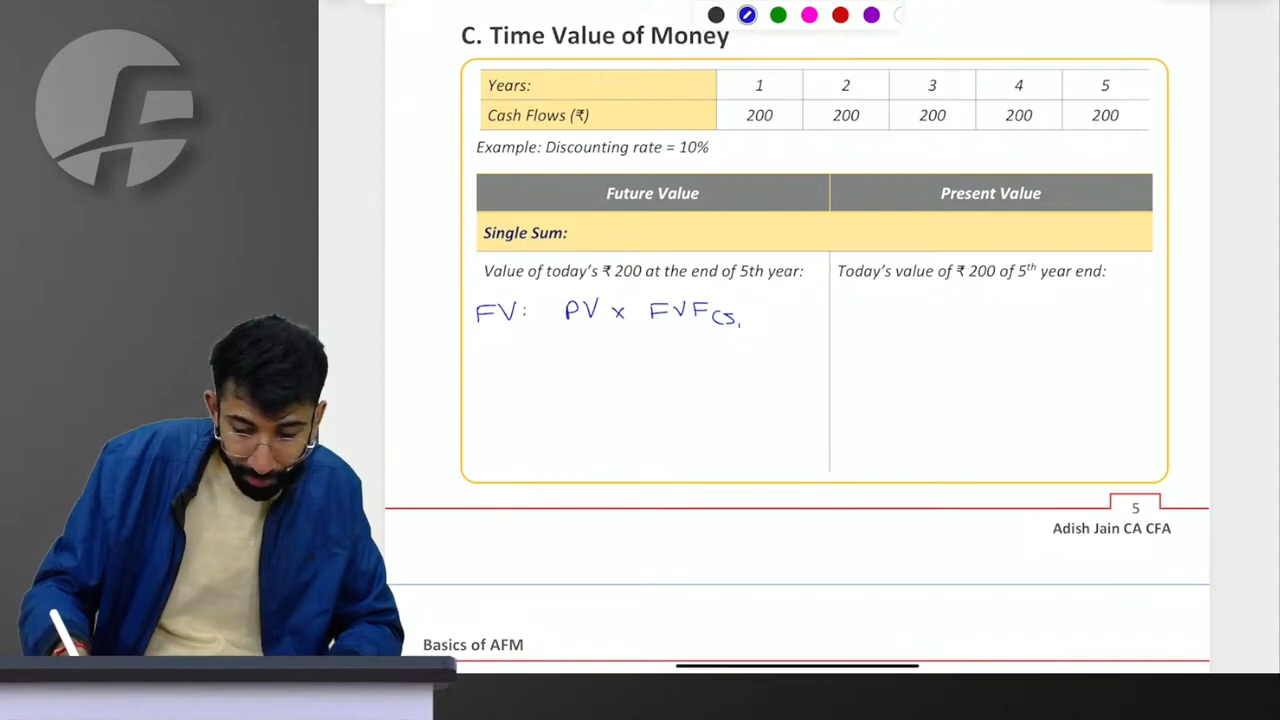 C. Time Value of Money
Years: 1 2 3 4 5
Cash Flows (₹) 200 200 200 200 200
Example: Discounting rate = 10%
Future Value Present Value
Single Sum:
Value of today's ₹ 200 at the end of 5th year: Today's value of ₹ 200 of 5th year end:
FV: PV x FVF(S,
5
Adish Jain CA CFA
Basics of AFM